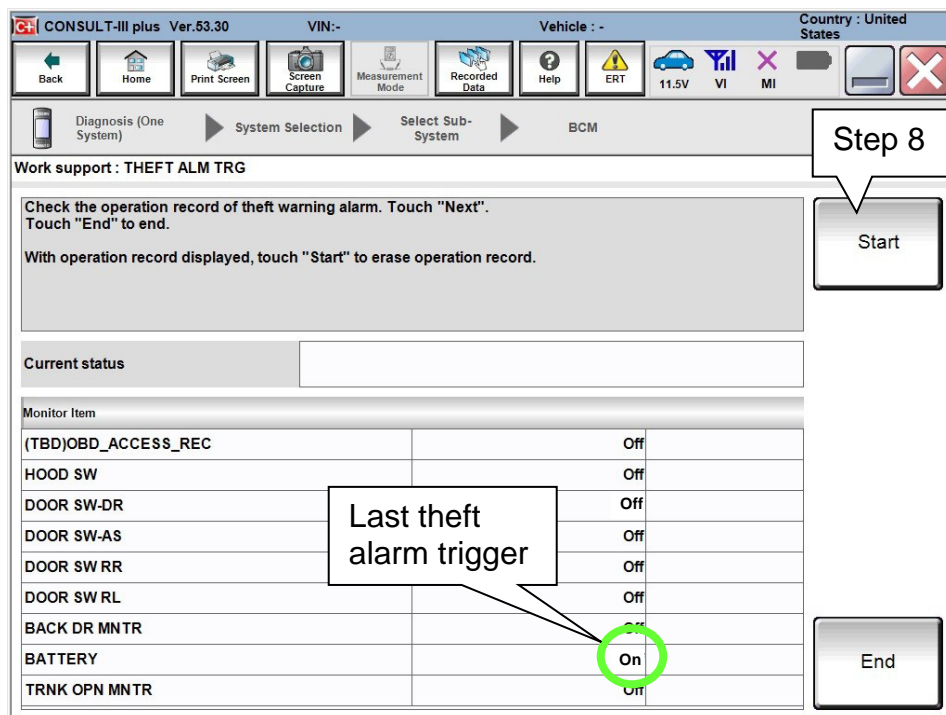 CONSULT-III plus Ver.53.30 VIN:- Vehicle : - Country : United States
Back Home Print Screen Screen Capture Measurement Mode Recorded Data Help ERT 11.5V VI MI
Diagnosis (One System) System Selection Select Sub-System BCM
Step 8
Work support : THEFT ALM TRG
Check the operation record of theft warning alarm. Touch "Next".
Touch "End" to end.
With operation record displayed, touch "Start" to erase operation record.
Start
Current status
Monitor Item
(TBD)OBD_ACCESS_REC Off
HOOD SW Off
DOOR SW-DR Off
Last theft
alarm trigger
DOOR SW-AS Off
DOOR SW RR Off
DOOR SW RL Off
BACK DR MNTR Off
BATTERY On
TRNK OPN MNTR Off
End